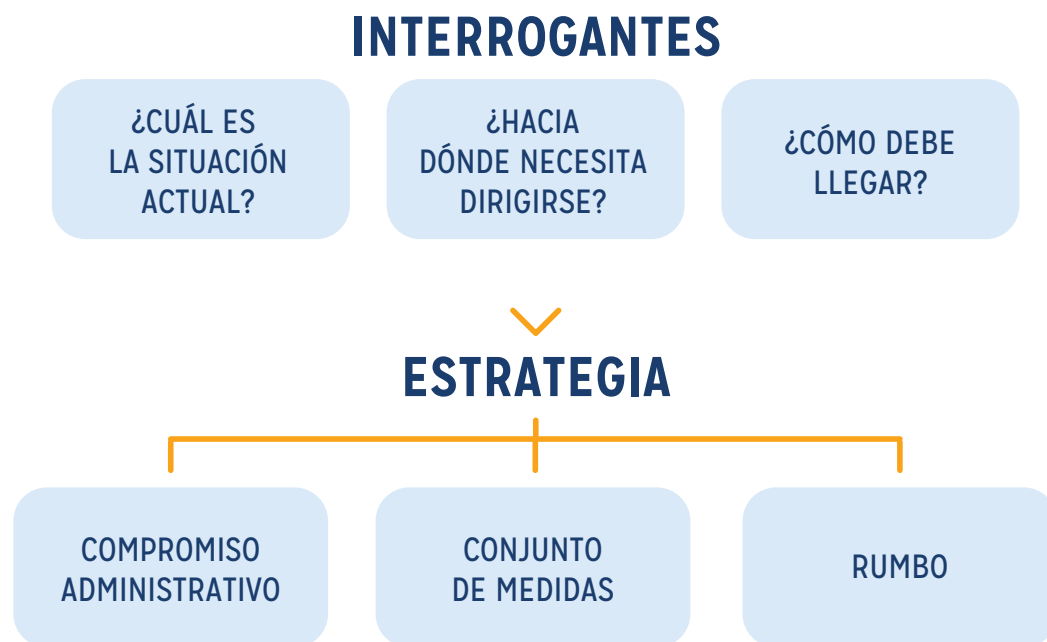 INTERROGANTES
¿CUÁL ES
LA SITUACIÓN
ACTUAL?
¿HACIA
DÓNDE NECESITA
DIRIGIRSE?
¿CÓMO DEBE
LLEGAR?
ESTRATEGIA
COMPROMISO
ADMINISTRATIVO
CONJUNTO
DE MEDIDAS
RUMBO